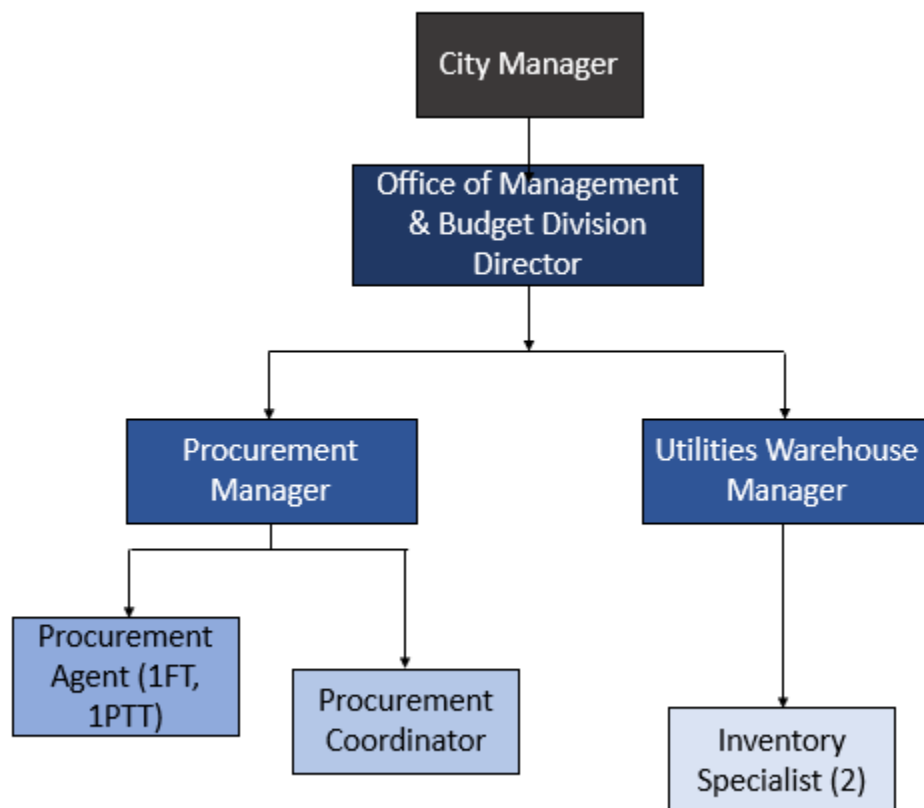 City Manager
Office of Management
& Budget Division
Director
Procurement
Manager
Utilities Warehouse
Manager
Procurement
Agent (1FT,
1PTT)
Procurement
Coordinator
Inventory
Specialist (2)